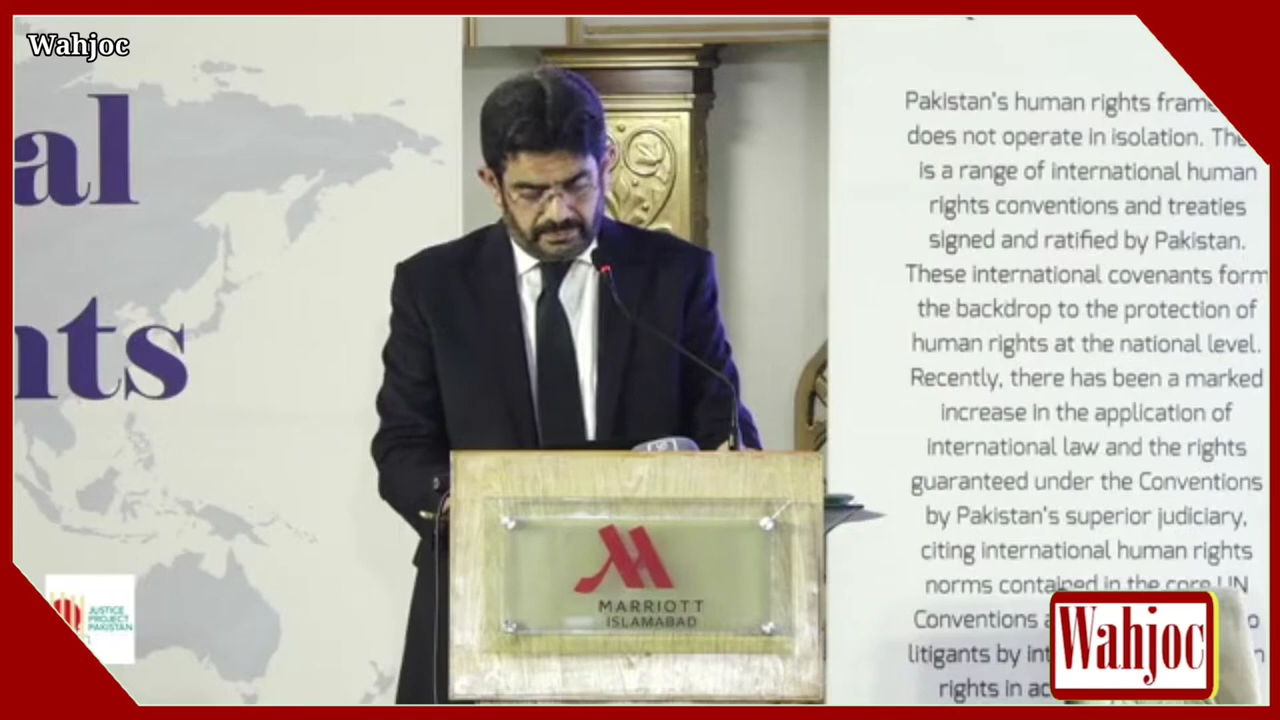 Wahjoc
al
nts
JUSTICE
PROJECT
PAKISTAN
MARRIOTT
ISLAMABAD
Pakistan's human rights
does not operate in isolation.
is a range of international human
rights conventions and treaties
signed and ratified by Pakistan.
These international covenants form
the backdrop to the protection of
human rights at the national level.
Recently, there has been a marked
increase in the application of
international law and the rights
guaranteed under the Conventions
by Pakistan's superior judiciary,
citing international human rights
norms contained in the core UN
Conventions
litigants by
rights in
Wahjoc